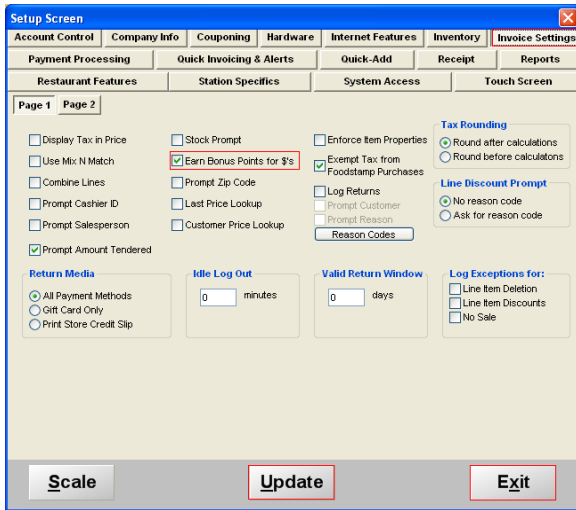 Setup Screen
Account Control Company Info Couponing Hardware Internet Features Inventory Invoice Settings
Payment Processing Quick Invoicing & Alerts Quick-Add Receipt Reports
Restaurant Features Station Specifics System Access Touch Screen
Page 1 Page 2
Display Tax in Price
Use Mix N Match
Combine Lines
Prompt Cashier ID
Prompt Salesperson
Prompt Amount Tendered
Stock Prompt
Earn Bonus Points for $'s
Prompt Zip Code
Last Price Lookup
Customer Price Lookup
Enforce Item Properties
Exempt Tax from
Foodstamp Purchases
Log Returns
Prompt Customer
Prompt Reason
Reason Codes
Tax Rounding
Round after calculations
Round before calculatons
Line Discount Prompt
No reason code
Ask for reason code
Return Media
All Payment Methods
Gift Card Only
Print Store Credit Slip
Idle Log Out
0 minutes
Valid Return Window
0 days
Log Exceptions for:
Line Item Deletion
Line Item Discounts
No Sale
Scale Update Exit